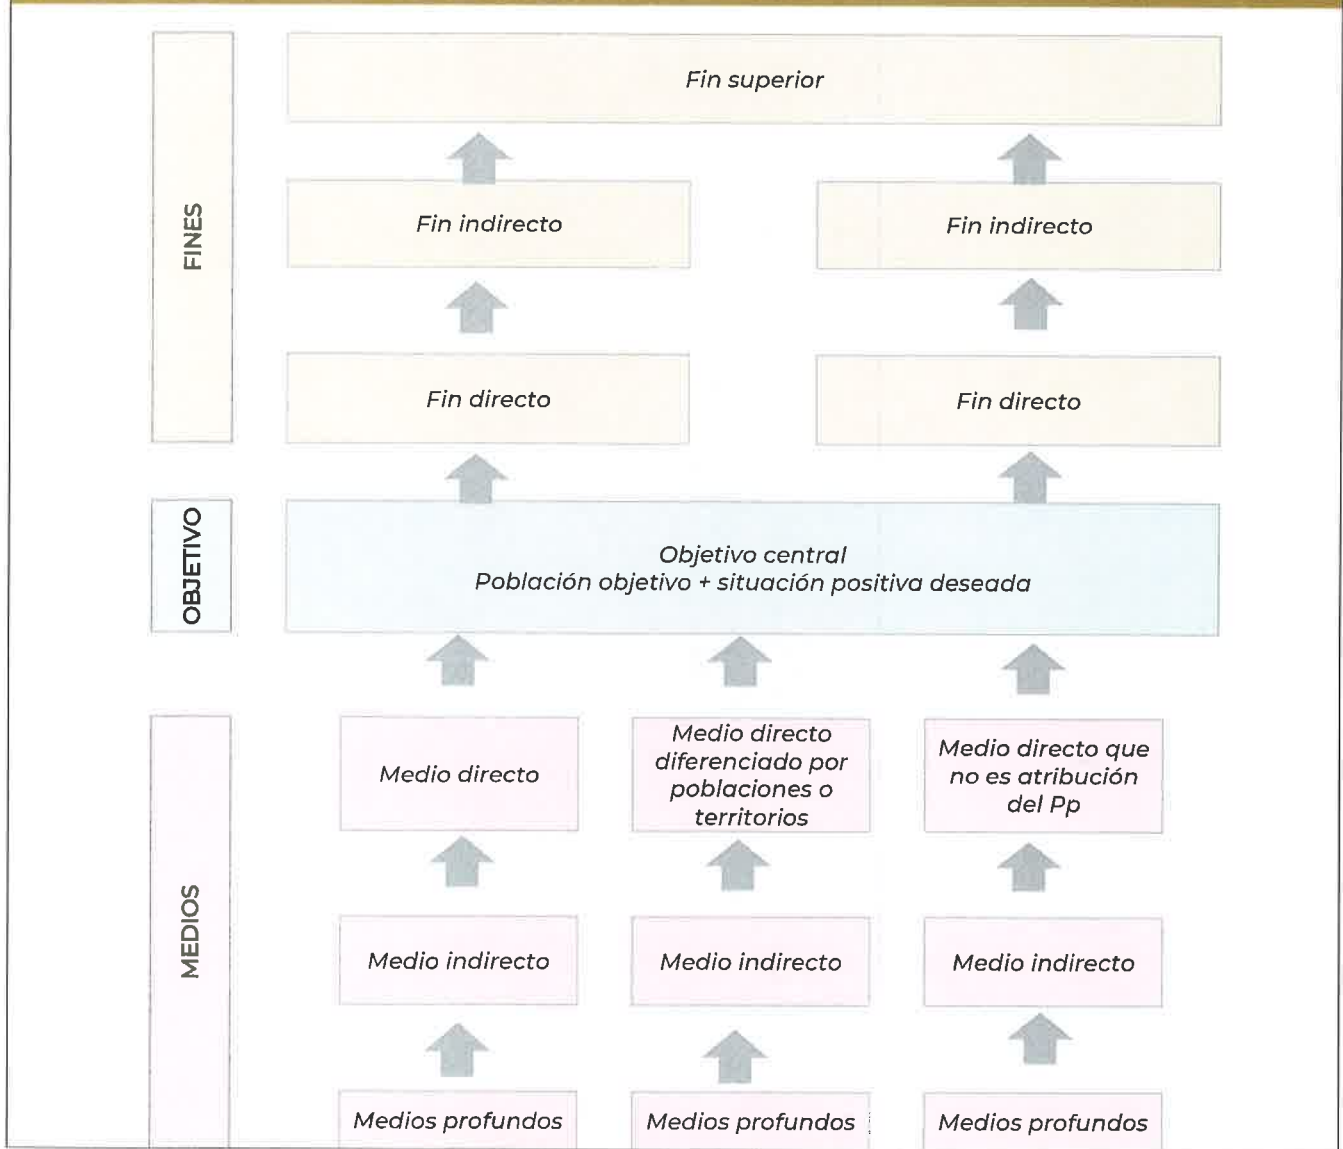 FINES
Fin superior
Fin indirecto
Fin indirecto
Fin directo
Fin directo
OBJETIVO
Objetivo central
Población objetivo + situación positiva deseada
MEDIOS
Medio directo
Medio directo
diferenciado por
poblaciones o
territorios
Medio directo que
no es atribución
del Pp
Medio indirecto
Medio indirecto
Medio indirecto
Medios profundos
Medios profundos
Medios profundos